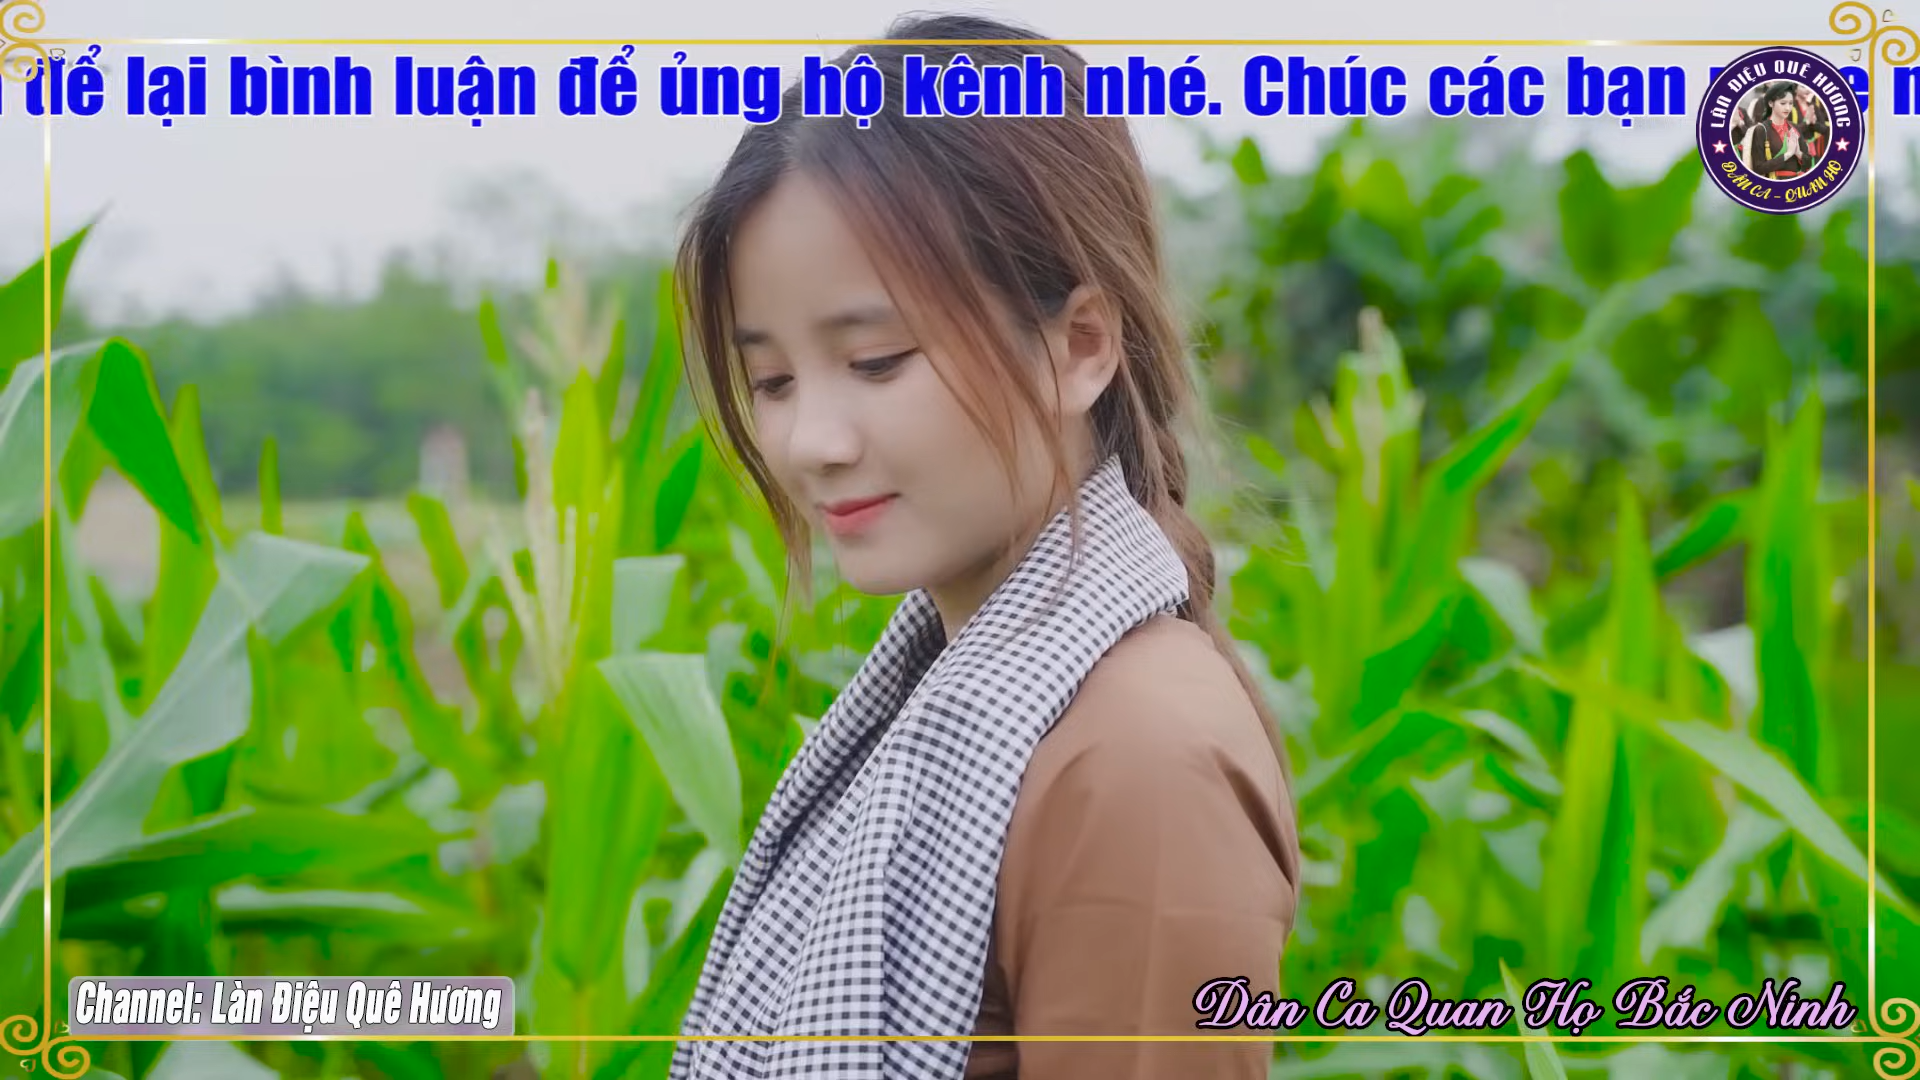 để lại bình luận để ủng hộ kênh nhé. Chúc các bạn
LÀN ĐIỆU QUÊ HƯƠNG
DÂN CA - QUAN HỌ
Channel: Làn Điệu Quê Hương
Dân Ca Quan Họ Bắc Ninh